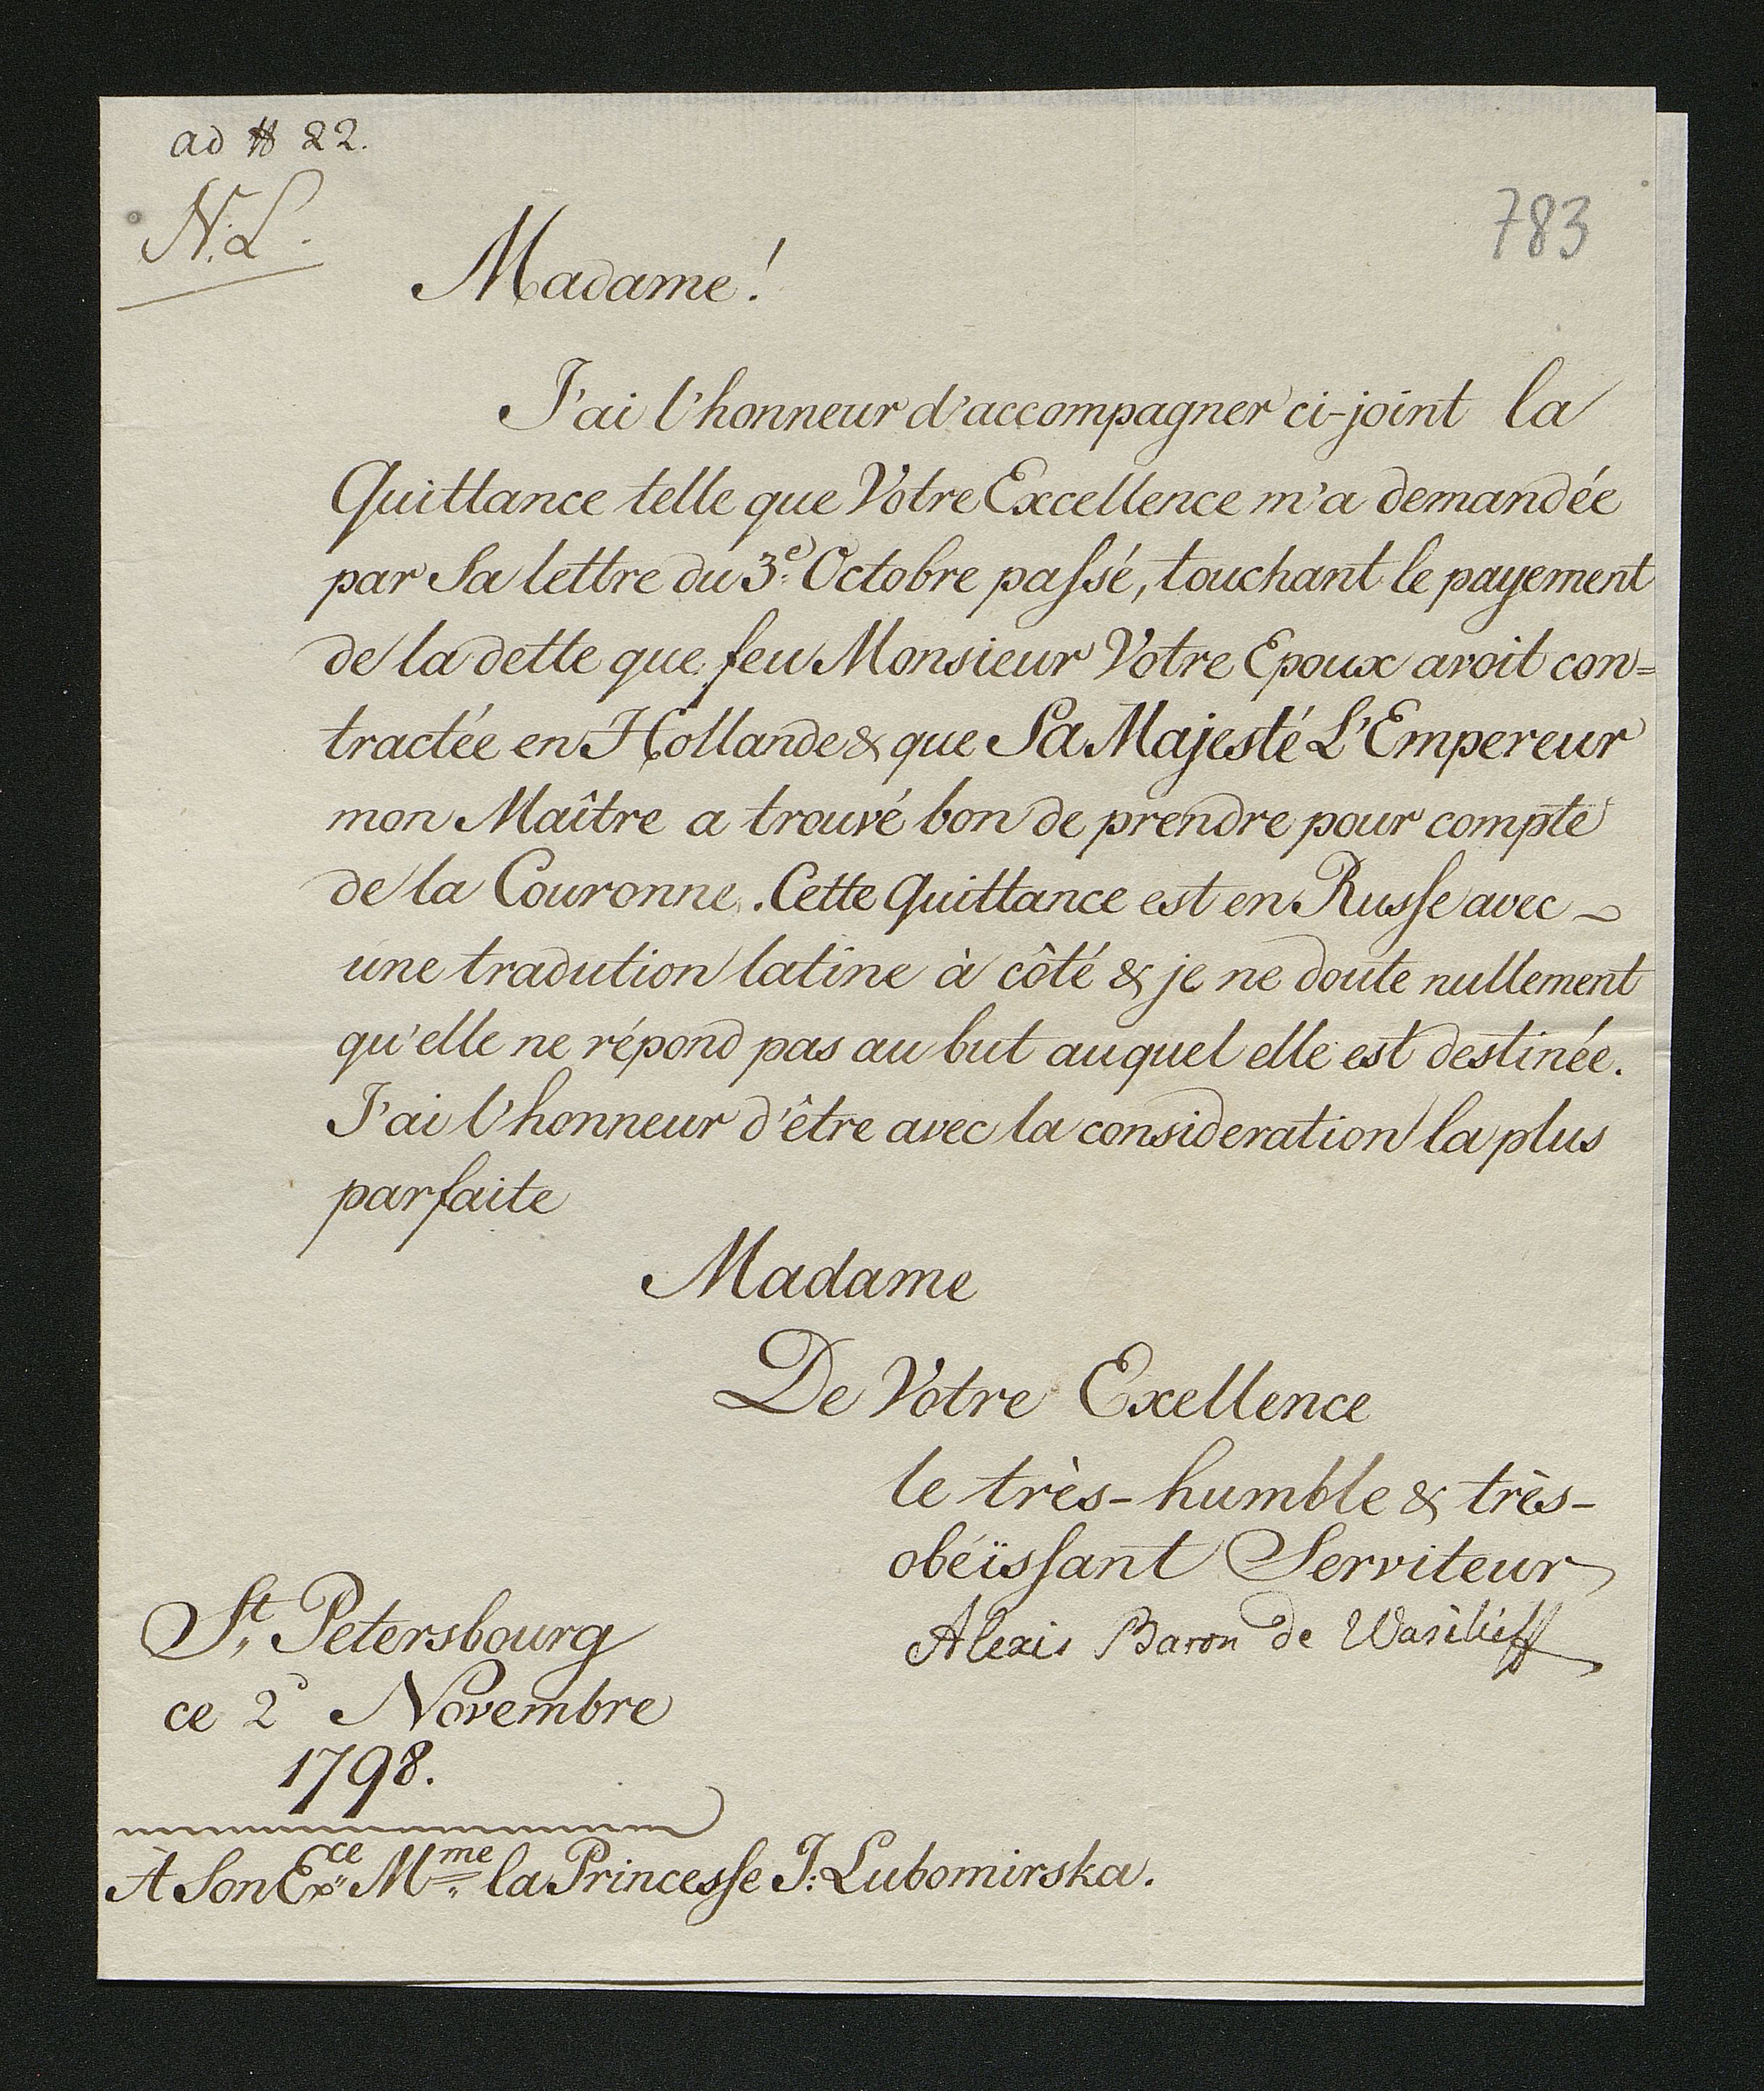 ad # 22.
N.L.
783
Madame!
J'ai l'honneur d'accompagner ci-joint la
Quittance telle que Votre Excellence m'a demandée
par Sa lettre du 3e. Octobre passé, touchant le payement
de la dette que feu Monsieur Votre Epoux avoit con=
tractée en Hollande & que Sa Majesté L'Empereur
mon Maître a trouvé bon de prendre pour compte
de la Couronne. Cette Quittance est en Russe avec
une tradution latine à côté & je ne doute nullement
qu'elle ne répond pas au but auquel elle est destinée.
J'ai l'honneur d'être avec la consideration la plus
parfaite
Madame
De Votre Exellence
le très-humble & très-
obéïssant Serviteur
Alexis Baron de Wasilieff
St. Petersbourg
ce 2e Novembre
1798.
A Son Exce Mme la Princesse J: Lubomirska.